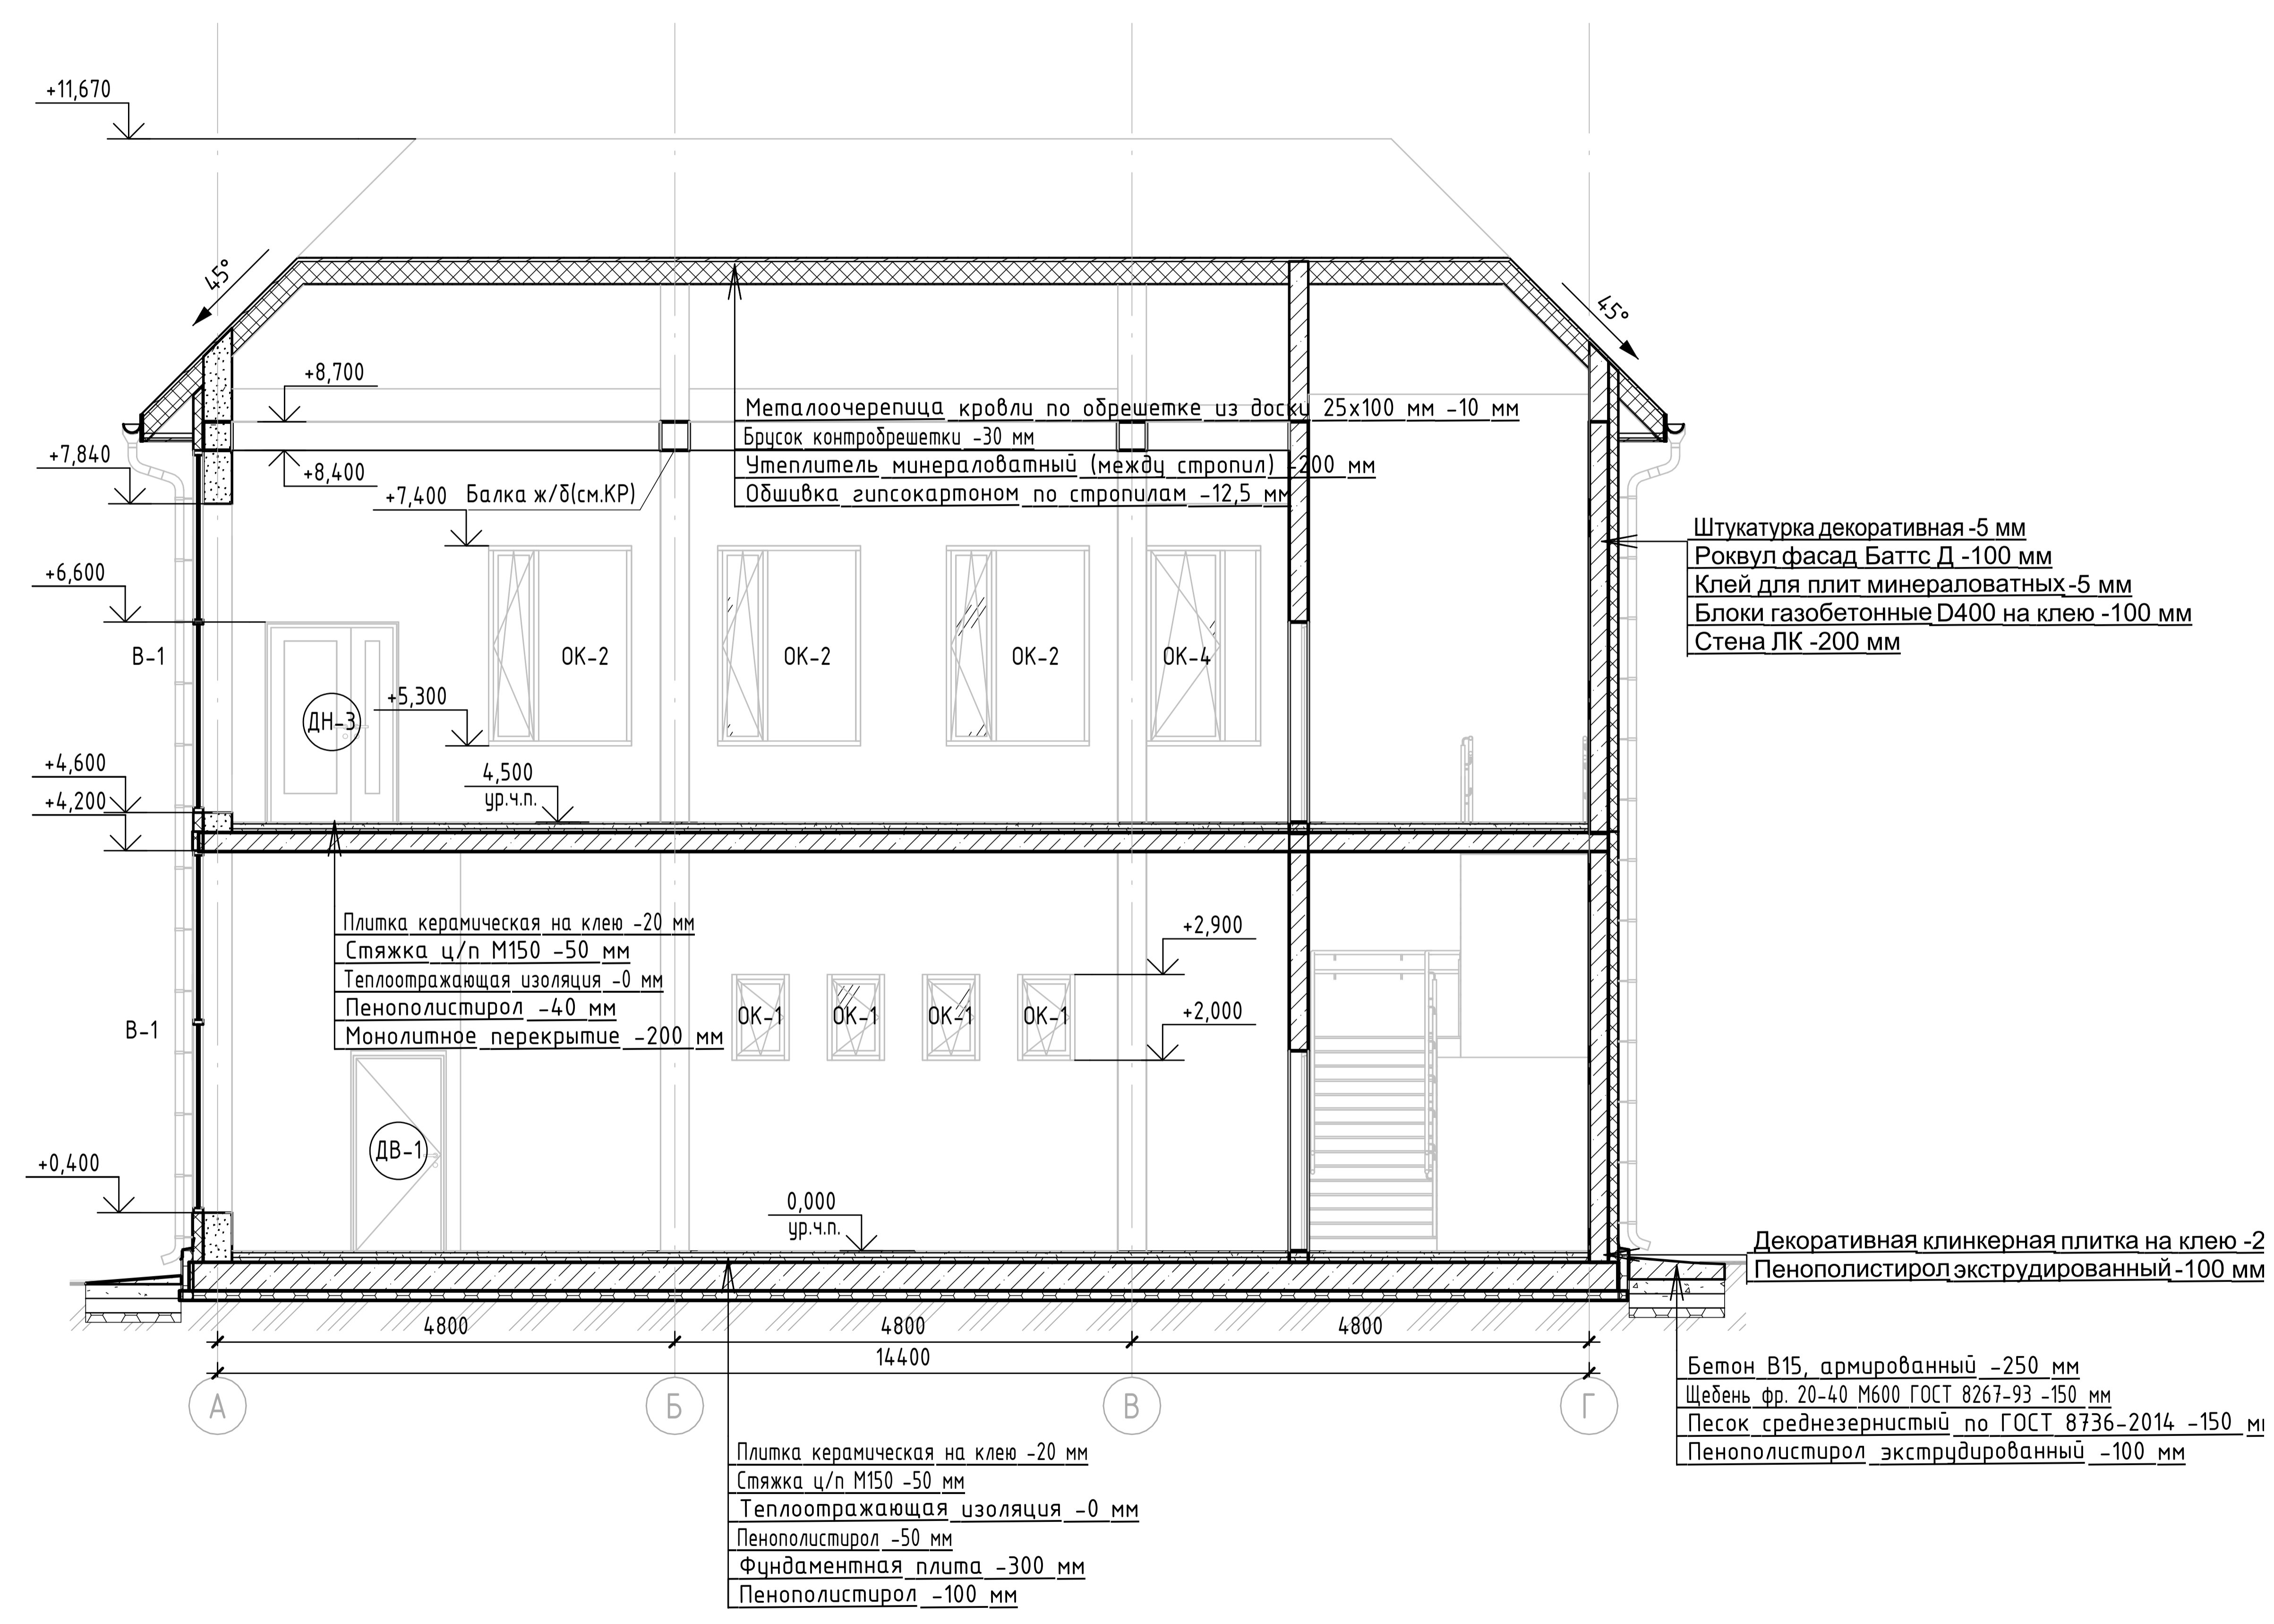 +11,670
45°
45°
+8,700
Металоочерепица кровли по обрешетке из доски 25x100 мм -10 мм
Брусок контробрешетки -30 мм
Утеплитель минераловатный (между стропил) -200 мм
Обшивка гипсокартоном по стропилам -12,5 мм
+7,840
+8,400
+7,400
Балка ж/б(см.КР)
Штукатурка декоративная -5 мм
Роквул фасад Баттс Д -100 мм
Клей для плит минераловатных -5 мм
Блоки газобетонные D400 на клею -100 мм
Стена ЛК -200 мм
+6,600
В-1
ОК-2
ОК-2
ОК-2
ОК-4
+5,300
ДН-3
+4,600
4,500
ур.ч.п.
+4,200
Плитка керамическая на клею -20 мм
Стяжка ц/п М150 -50 мм
Теплоотражающая изоляция -0 мм
Пенополистирол -40 мм
Монолитное перекрытие -200 мм
+2,900
+2,000
ОК-1
ОК-1
ОК-1
ОК-1
В-1
ДВ-1
+0,400
0,000
ур.ч.п.
Декоративная клинкерная плитка на клею -2
Пенополистирол экструдированный -100 мм
4800
4800
4800
14400
А
Б
В
Г
Бетон В15, армированный -250 мм
Щебень фр. 20-40 М600 ГОСТ 8267-93 -150 мм
Песок среднезернистый по ГОСТ 8736-2014 -150
Пенополистирол экструдированный -100 мм
Плитка керамическая на клею -20 мм
Стяжка ц/п М150 -50 мм
Теплоотражающая изоляция -0 мм
Пенополистирол -50 мм
Фундаментная плита -300 мм
Пенополистирол -100 мм